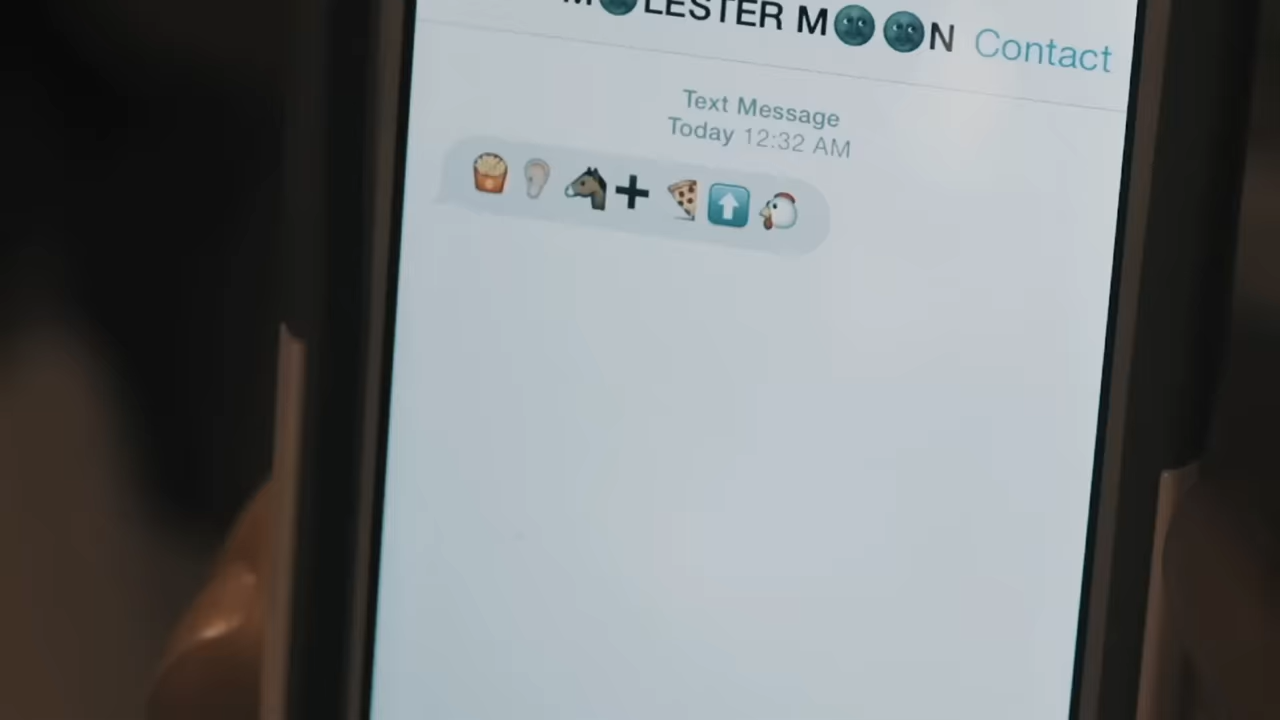 M🌚LESTER M🌚🌚N Contact
Text Message
Today 12:32 AM
🍟👂🐴➕🍕⬆️🐔